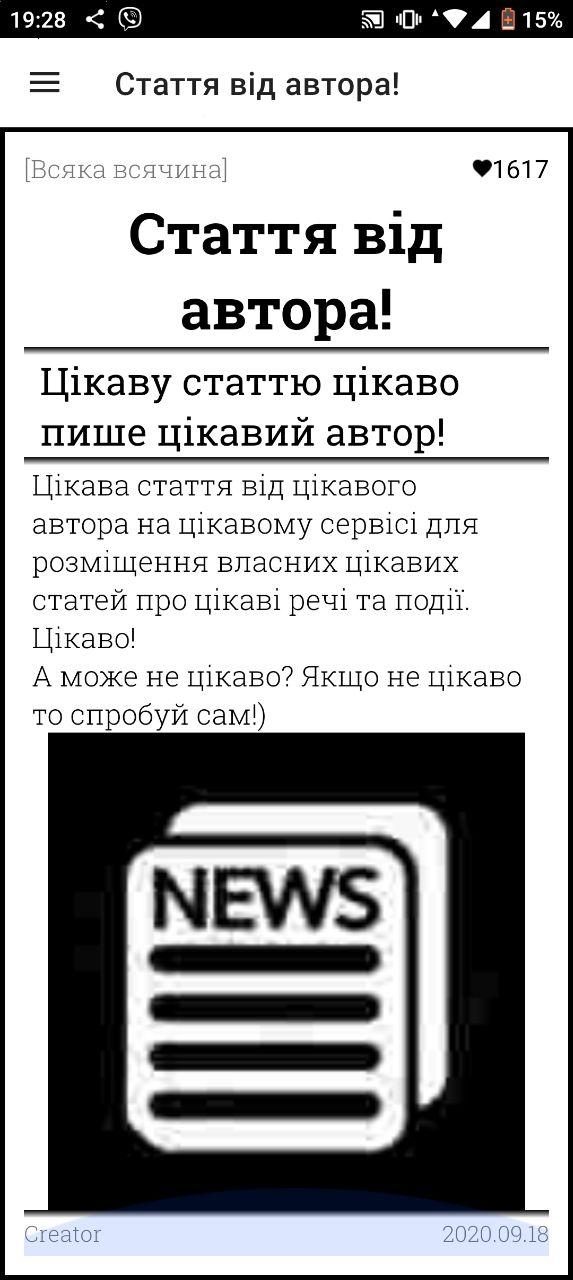 19:28 15%
Стаття від автора!
[Всяка всячина] 1617
Стаття від
автора!
Цікаву статтю цікаво
пише цікавий автор!
Цікава стаття від цікавого
автора на цікавому сервісі для
розміщення власних цікавих
статей про цікаві речі та події.
Цікаво!
А може не цікаво? Якщо не цікаво
то спробуй сам!)
NEWS
Creator 2020.09.18